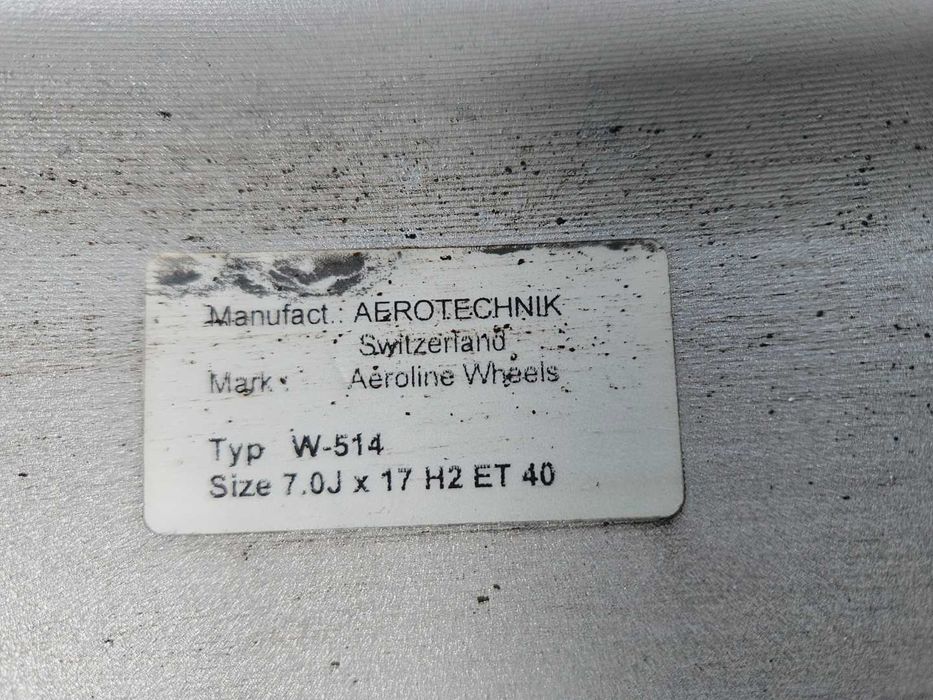 Manufact.: AEROTECHNIK
Switzerland
Mark : Aeroline Wheels
Typ W-514
Size 7.0J x 17 H2 ET 40